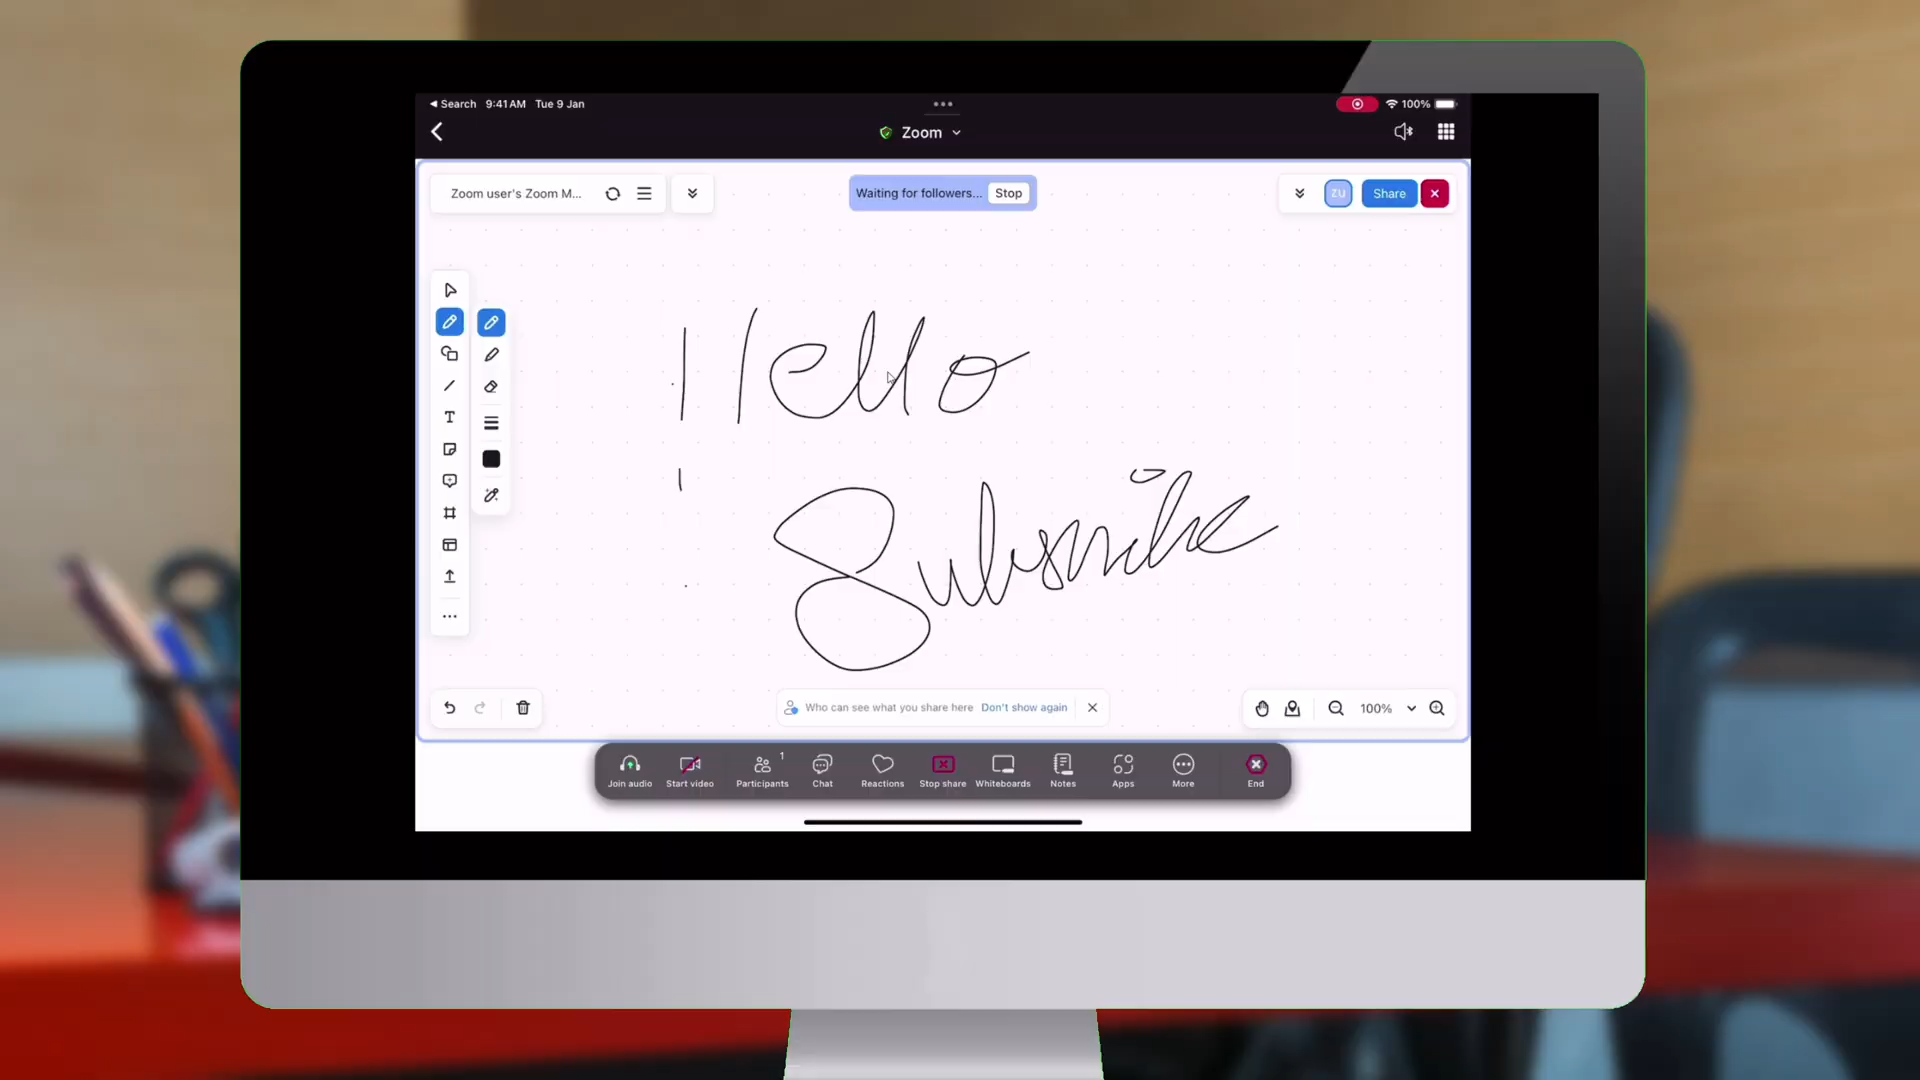 Search 9:41 AM Tue 9 Jan 100%
Zoom
Zoom user's Zoom M... Waiting for followers... Stop ZU Share
Hello
Subscribe
Who can see what you share here Don't show again 100%
1
Join audio Start video Participants Chat Reactions Stop share Whiteboards Notes Apps More End